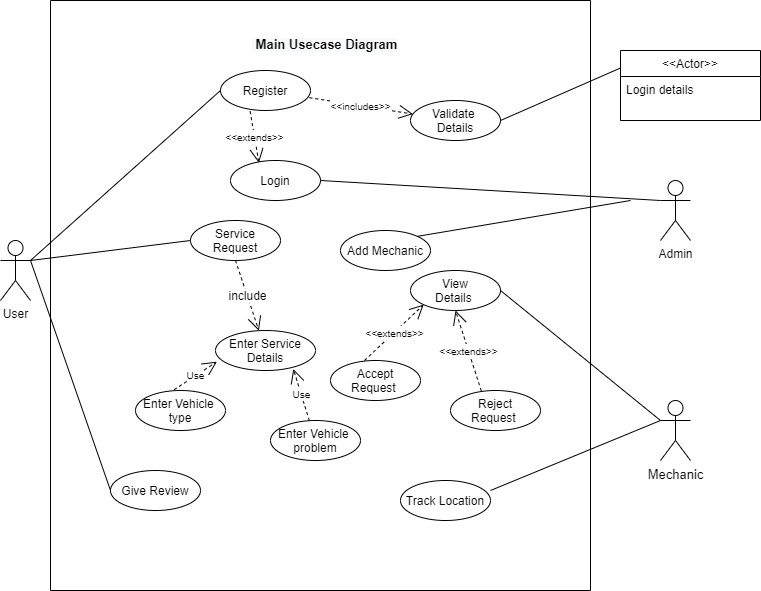 Main Usecase Diagram
Register
<<includes>>
Validate
Details
<<Actor>>
Login details
<<extends>>
Login
Admin
Service
Request
Add Mechanic
User
include
View
Details
<<extends>>
<<extends>>
Enter Service
Details
Use
Use
Accept
Request
Enter Vehicle
type
Reject
Request
Enter Vehicle
problem
Mechanic
Give Review
Track Location